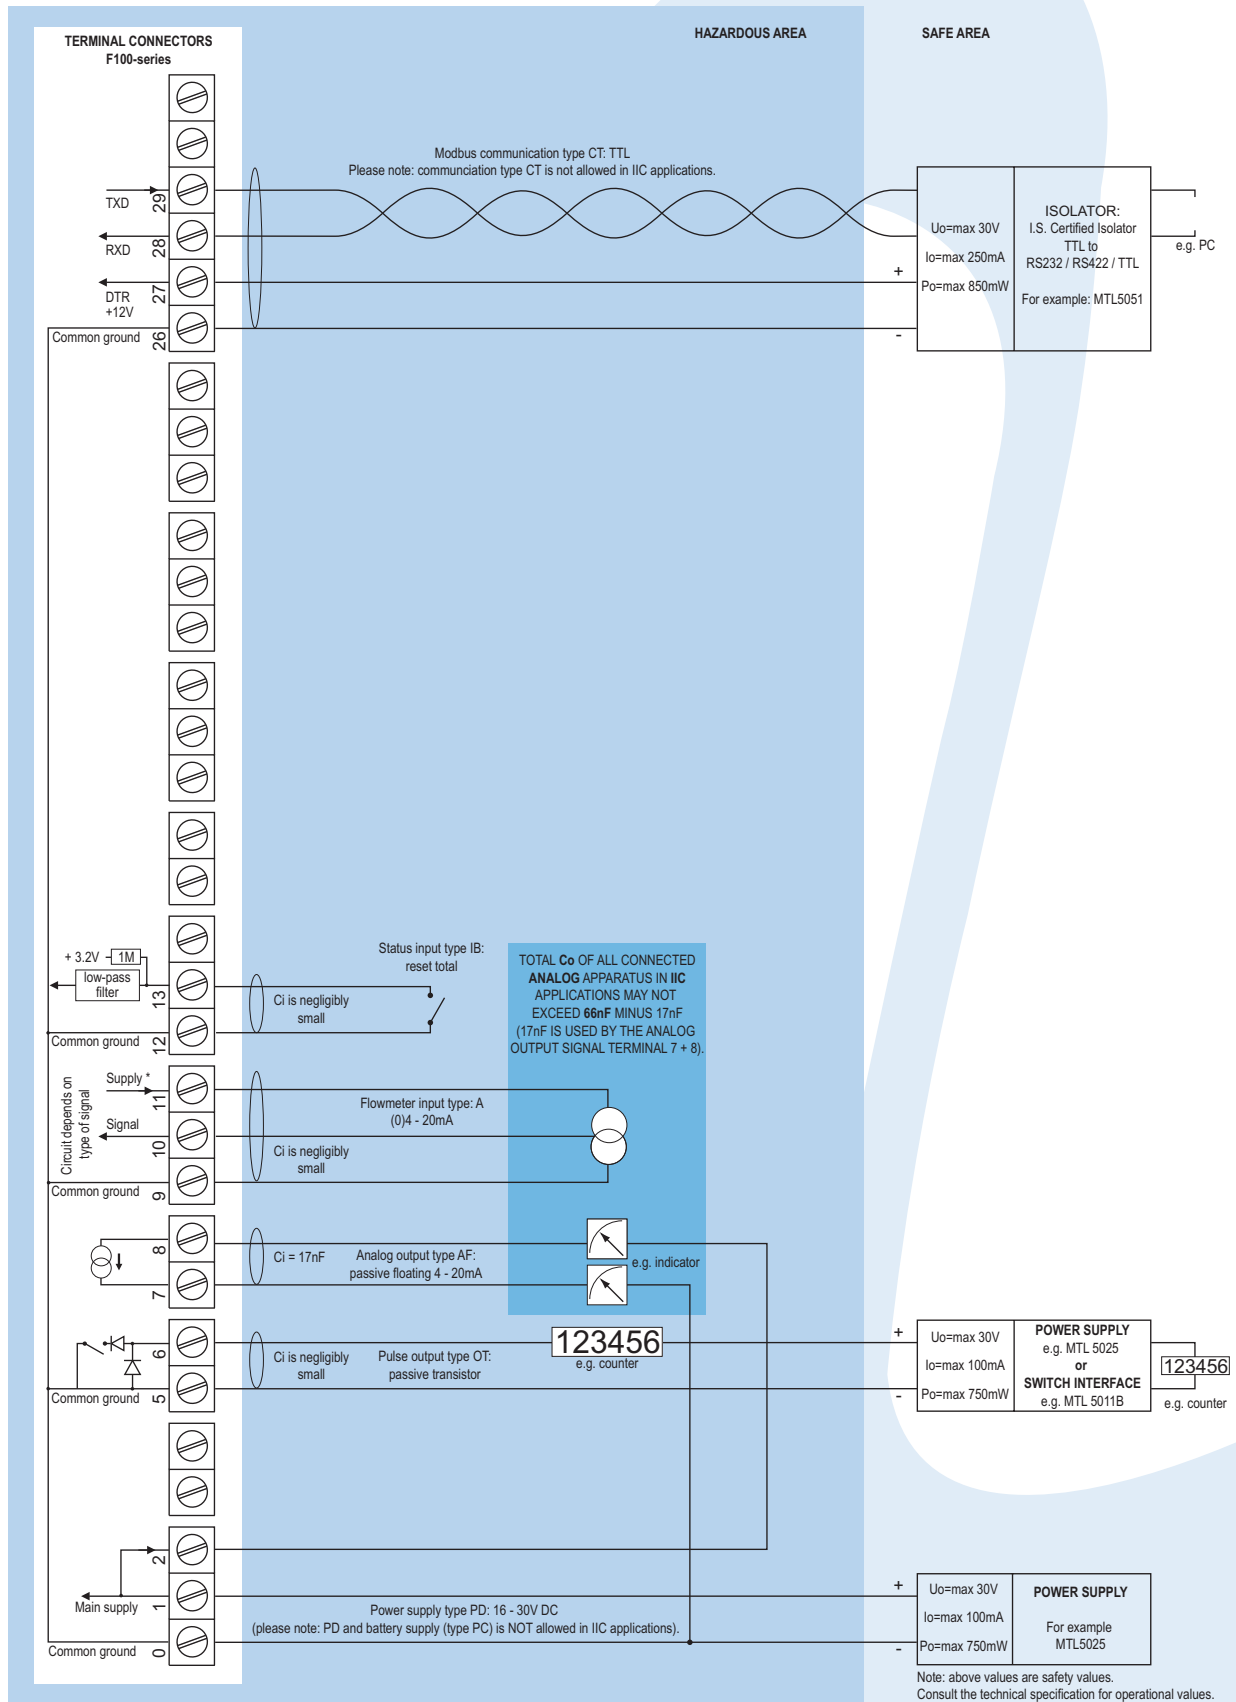 TERMINAL CONNECTORS
F100-series
HAZARDOUS AREA
SAFE AREA
Modbus communication type CT: TTL
Please note: communciation type CT is not allowed in IIC applications.
TXD
29
RXD
28
DTR
+12V
27
Common ground
26
+
-
Uo=max 30V
Io=max 250mA
Po=max 850mW
ISOLATOR:
I.S. Certified Isolator
TTL to
RS232 / RS422 / TTL
For example: MTL5051
e.g. PC
+ 3.2V
1M
low-pass
filter
13
Common ground
12
Ci is negligibly
small
Status input type IB:
reset total
TOTAL Co OF ALL CONNECTED
ANALOG APPARATUS IN IIC
APPLICATIONS MAY NOT
EXCEED 66nF MINUS 17nF
(17nF IS USED BY THE ANALOG
OUTPUT SIGNAL TERMINAL 7 + 8).
Circuit depends on
type of signal
Supply *
11
Signal
10
Common ground
9
Flowmeter input type: A
(0)4 - 20mA
Ci is negligibly
small
8
7
Ci = 17nF
Analog output type AF:
passive floating 4 - 20mA
e.g. indicator
6
Common ground
5
Ci is negligibly
small
Pulse output type OT:
passive transistor
123456
e.g. counter
+
-
Uo=max 30V
Io=max 100mA
Po=max 750mW
POWER SUPPLY
e.g. MTL 5025
or
SWITCH INTERFACE
e.g. MTL 5011B
123456
e.g. counter
2
Main supply
1
Common ground
0
Power supply type PD: 16 - 30V DC
(please note: PD and battery supply (type PC) is NOT allowed in IIC applications).
+
-
Uo=max 30V
Io=max 100mA
Po=max 750mW
POWER SUPPLY
For example
MTL5025
Note: above values are safety values.
Consult the technical specification for operational values.